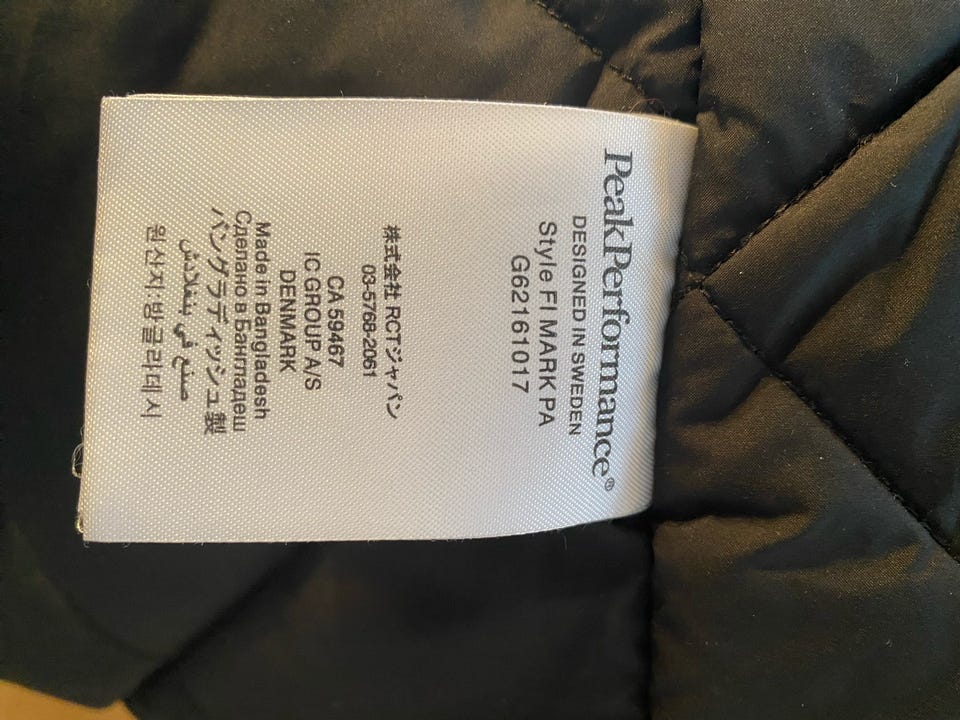 PeakPerformance®
DESIGNED IN SWEDEN
Style FI MARK PA
G62161017
株式会社 RCTジャパン
03-5768-2061
CA 59467
IC GROUP A/S
DENMARK
Made in Bangladesh
Сделано в Бангладеш
バングラディッシュ製
صنع في بنغلادش
원산지:방글라데시